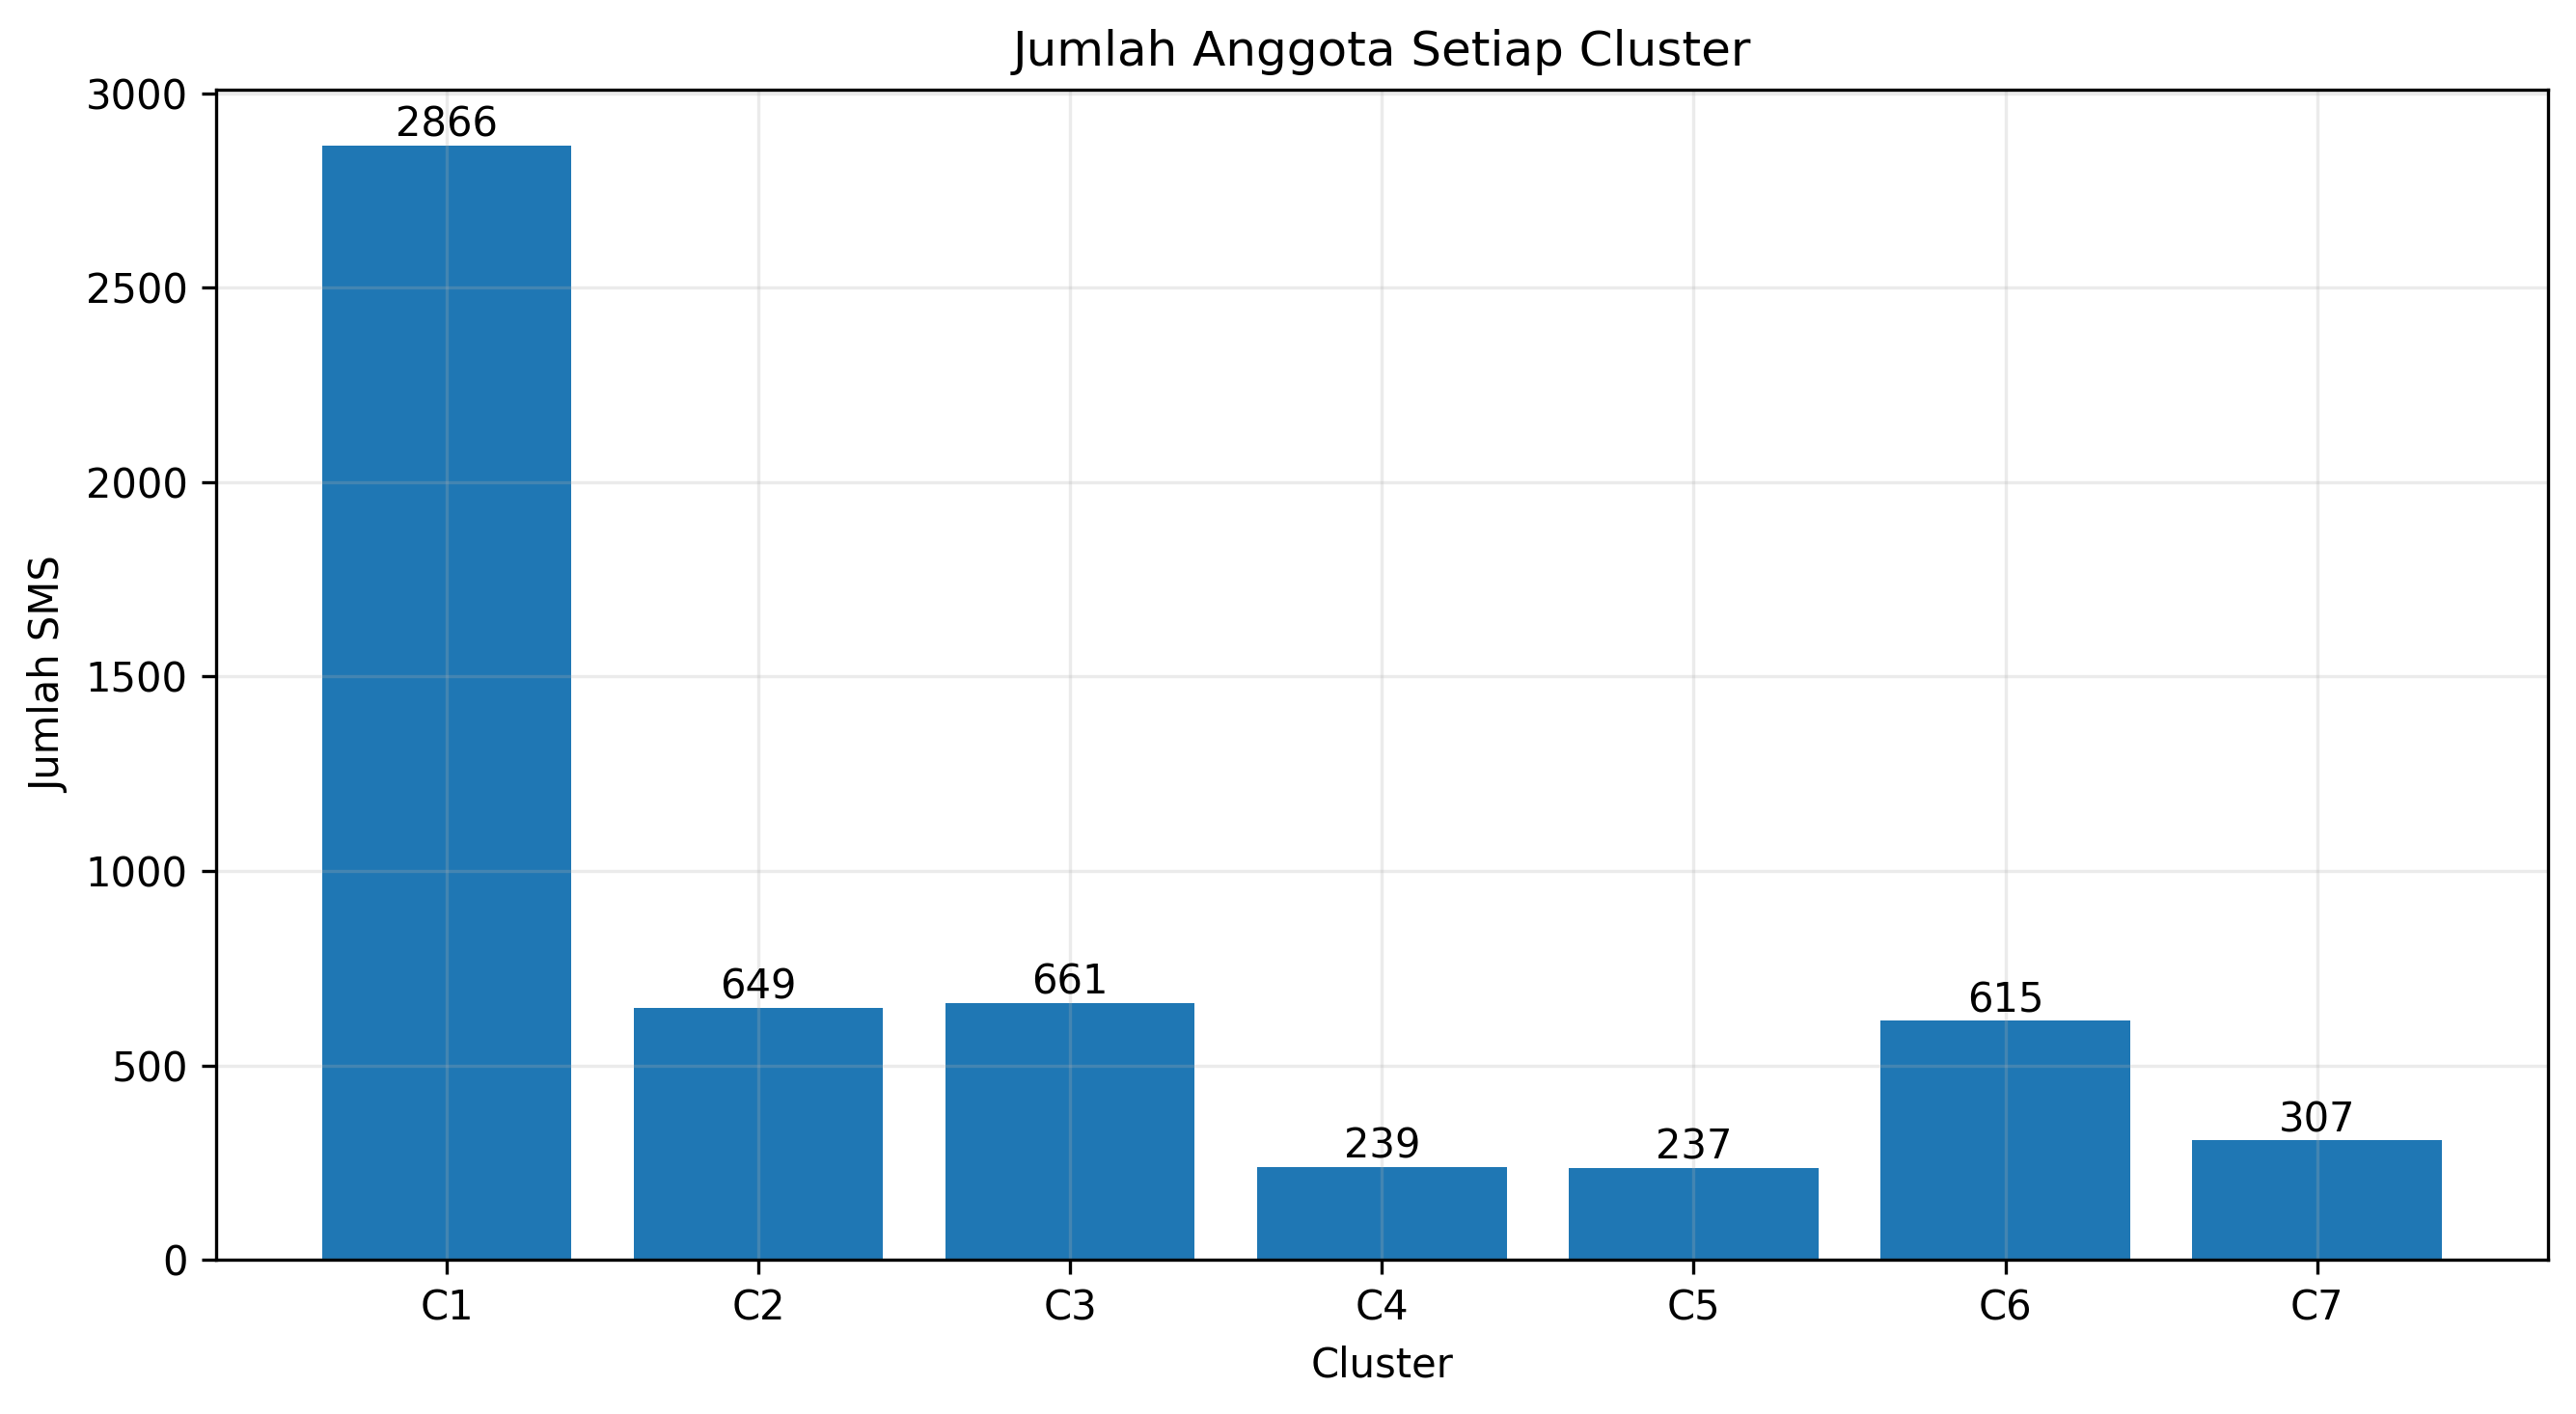 Jumlah Anggota Setiap Cluster
3000
2500
2000
1500
1000
500
0
Jumlah SMS
2866
649
661
239
237
615
307
C1
C2
C3
C4
C5
C6
C7
Cluster